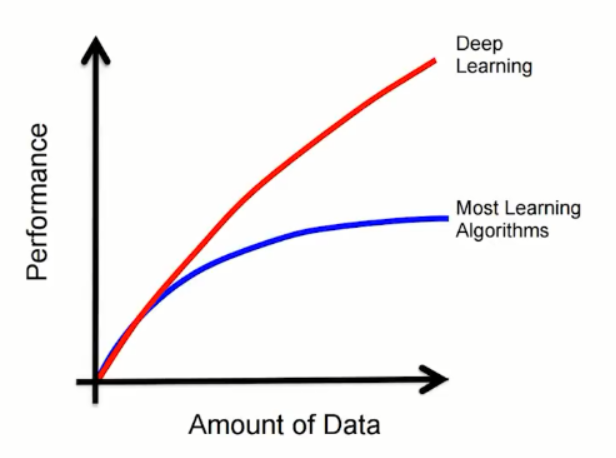 Deep
Learning
Performance
Most Learning
Algorithms
Amount of Data